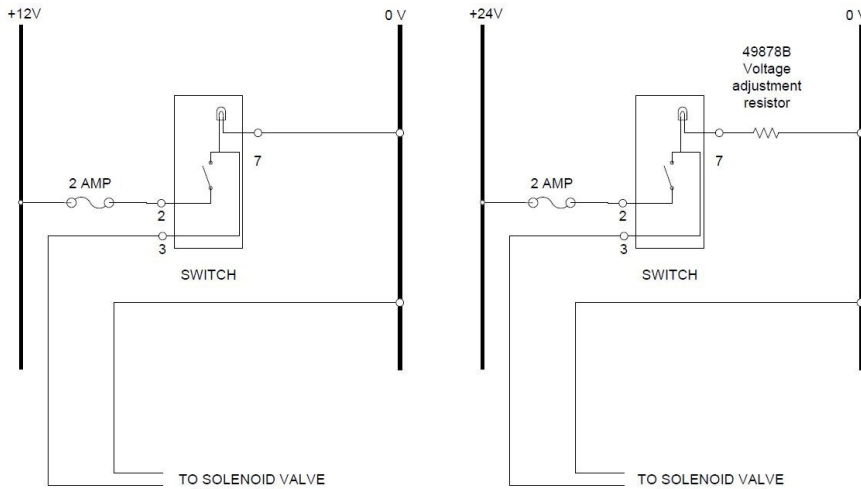 +12V
0 V
2 AMP
7
2
3
SWITCH
TO SOLENOID VALVE
+24V
0 V
49878B
Voltage
adjustment
resistor
2 AMP
7
2
3
SWITCH
TO SOLENOID VALVE